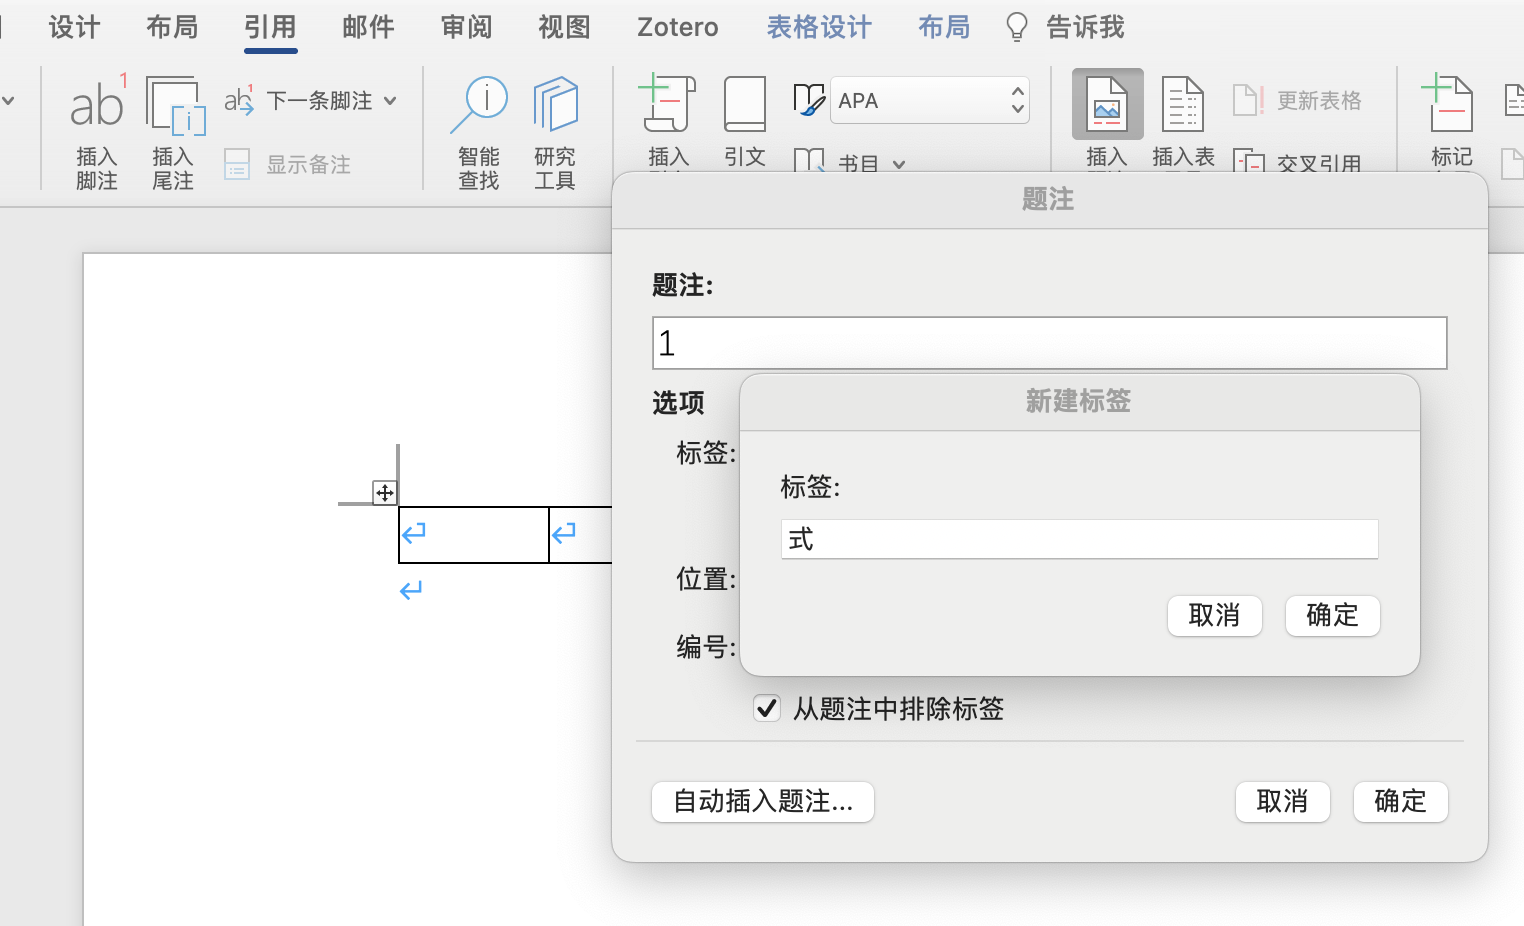 设计 布局 引用 邮件 审阅 视图 Zotero 表格设计 布局 告诉我
ab1 插入脚注
[i] 插入尾注
ab1 下一条脚注
显示备注
i 智能查找
研究工具
插入
引文
APA
书目
插入
插入表
! 更新表格
交叉引用
标记
题注
题注:
1
选项
标签:
位置:
编号:
新建标签
标签:
式
取消 确定
从题注中排除标签
自动插入题注... 取消 确定